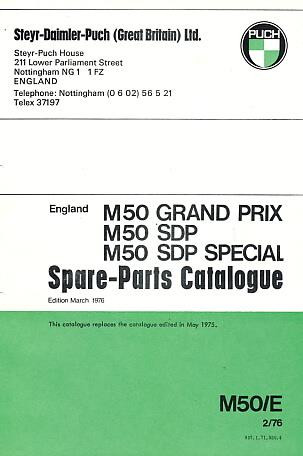 Steyr-Daimler-Puch (Great Britain) Ltd.
PUCH
Steyr-Puch House
211 Lower Parliament Street
Nottingham NG 1 1 FZ
ENGLAND
Telephone: Nottingham (0 6 02) 56 5 21
Telex 37197
England
M50 GRAND PRIX
M50 SDP
M50 SDP SPECIAL
Spare-Parts Catalogue
Edition March 1976
This catalogue replaces the catalogue edited in May 1975.
M50/E
2/76